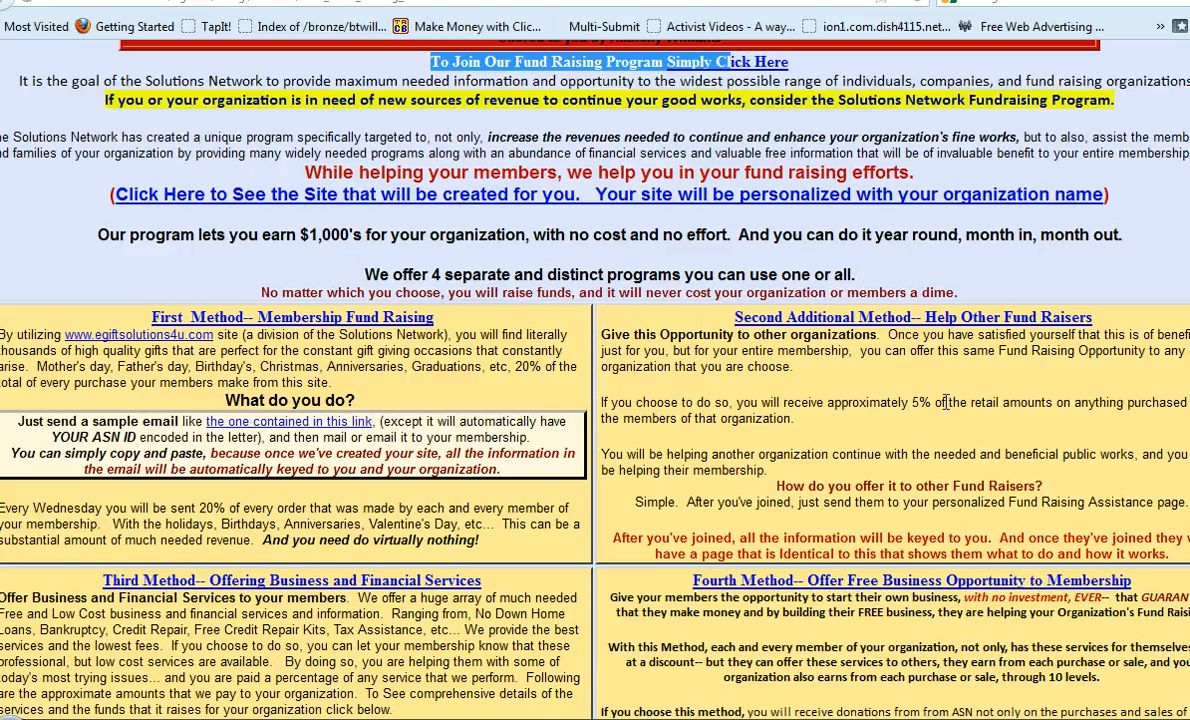 Most Visited Getting Started TapIt! Index of /bronze/btwill... Make Money with Clic... Multi-Submit Activist Videos - A way... ion1.com.dish4115.net... Free Web Advertising ... »
To Join Our Fund Raising Program Simply Click Here
It is the goal of the Solutions Network to provide maximum needed information and opportunity to the widest possible range of individuals, companies, and fund raising organizations
If you or your organization is in need of new sources of revenue to continue your good works, consider the Solutions Network Fundraising Program.
Solutions Network has created a unique program specifically targeted to, not only, increase the revenues needed to continue and enhance your organization's fine works, but to also, assist the memb
families of your organization by providing many widely needed programs along with an abundance of financial services and valuable free information that will be of invaluable benefit to your entire membership
While helping your members, we help you in your fund raising efforts.
(Click Here to See the Site that will be created for you. Your site will be personalized with your organization name)
Our program lets you earn $1,000's for your organization, with no cost and no effort. And you can do it year round, month in, month out.
We offer 4 separate and distinct programs you can use one or all.
No matter which you choose, you will raise funds, and it will never cost your organization or members a dime.
First Method-- Membership Fund Raising
By utilizing www.egiftsolutions4u.com site (a division of the Solutions Network), you will find literally
thousands of high quality gifts that are perfect for the constant gift giving occasions that constantly
arise. Mother's day, Father's day, Birthday's, Christmas, Anniversaries, Graduations, etc, 20% of the
total of every purchase your members make from this site.
What do you do?
Just send a sample email like the one contained in this link, (except it will automatically have
YOUR ASN ID encoded in the letter), and then mail or email it to your membership.
You can simply copy and paste, because once we've created your site, all the information in
the email will be automatically keyed to you and your organization.
Every Wednesday you will be sent 20% of every order that was made by each and every member of
your membership. With the holidays, Birthdays, Anniversaries, Valentine's Day, etc... This can be a
substantial amount of much needed revenue. And you need do virtually nothing!
Second Additional Method-- Help Other Fund Raisers
Give this Opportunity to other organizations. Once you have satisfied yourself that this is of benefi
just for you, but for your entire membership, you can offer this same Fund Raising Opportunity to any
organization that you are choose.
If you choose to do so, you will receive approximately 5% of the retail amounts on anything purchased
the members of that organization.
You will be helping another organization continue with the needed and beneficial public works, and you
be helping their membership.
How do you offer it to other Fund Raisers?
Simple. After you've joined, just send them to your personalized Fund Raising Assistance page.
After you've joined, all the information will be keyed to you. And once they've joined they w
have a page that is Identical to this that shows them what to do and how it works.
Third Method-- Offering Business and Financial Services
Offer Business and Financial Services to your members. We offer a huge array of much needed
Free and Low Cost business and financial services and information. Ranging from, No Down Home
Loans, Bankruptcy, Credit Repair, Free Credit Repair Kits, Tax Assistance, etc... We provide the best
services and the lowest fees. If you choose to do so, you can let your membership know that these
professional, but low cost services are available. By doing so, you are helping them with some of
today's most trying issues... and you are paid a percentage of any service that we perform. Following
are the approximate amounts that we pay to your organization. To See comprehensive details of the
services and the funds that it raises for your organization click below.
Fourth Method-- Offer Free Business Opportunity to Membership
Give your members the opportunity to start their own business, with no investment, EVER-- that GUARAN
that they make money and by building their FREE business, they are helping your Organization's Fund Raisi
With this Method, each and every member of your organization, not only, has these services for themselve
at a discount-- but they can offer these services to others, they earn from each purchase or sale, and you
organization also earns from each purchase or sale, through 10 levels.
If you choose this method, you will receive donations from from ASN not only on the purchases and sales of